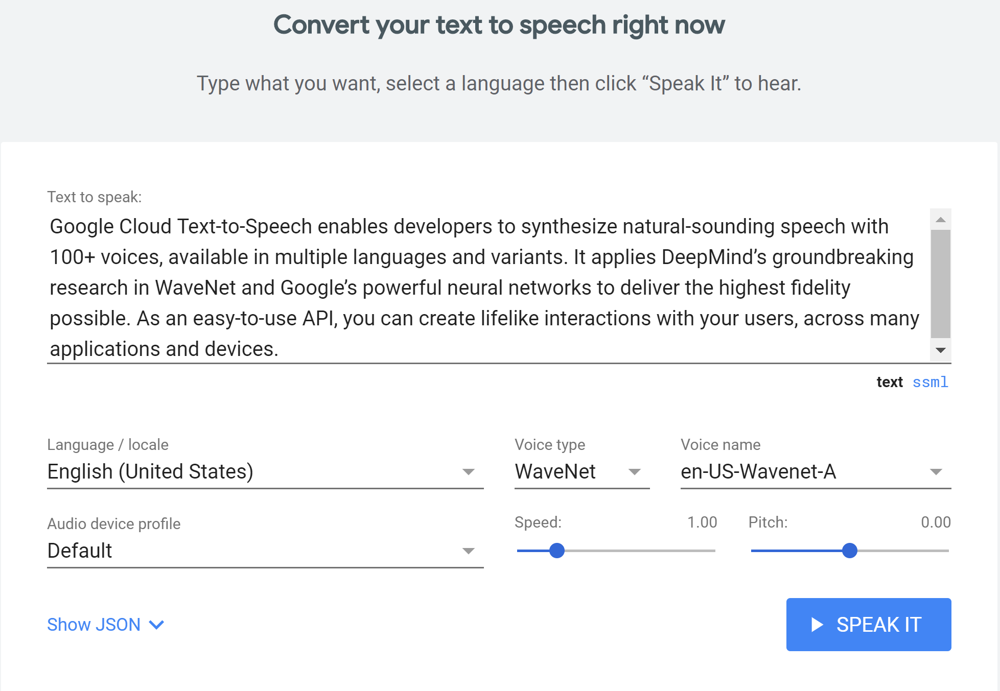 Convert your text to speech right now
Type what you want, select a language then click “Speak It” to hear.
Text to speak:
Google Cloud Text-to-Speech enables developers to synthesize natural-sounding speech with
100+ voices, available in multiple languages and variants. It applies DeepMind’s groundbreaking
research in WaveNet and Google’s powerful neural networks to deliver the highest fidelity
possible. As an easy-to-use API, you can create lifelike interactions with your users, across many
applications and devices.
text ssml
Language / locale
English (United States)
Voice type
WaveNet
Voice name
en-US-Wavenet-A
Audio device profile
Default
Speed: 1.00
Pitch: 0.00
Show JSON
SPEAK IT